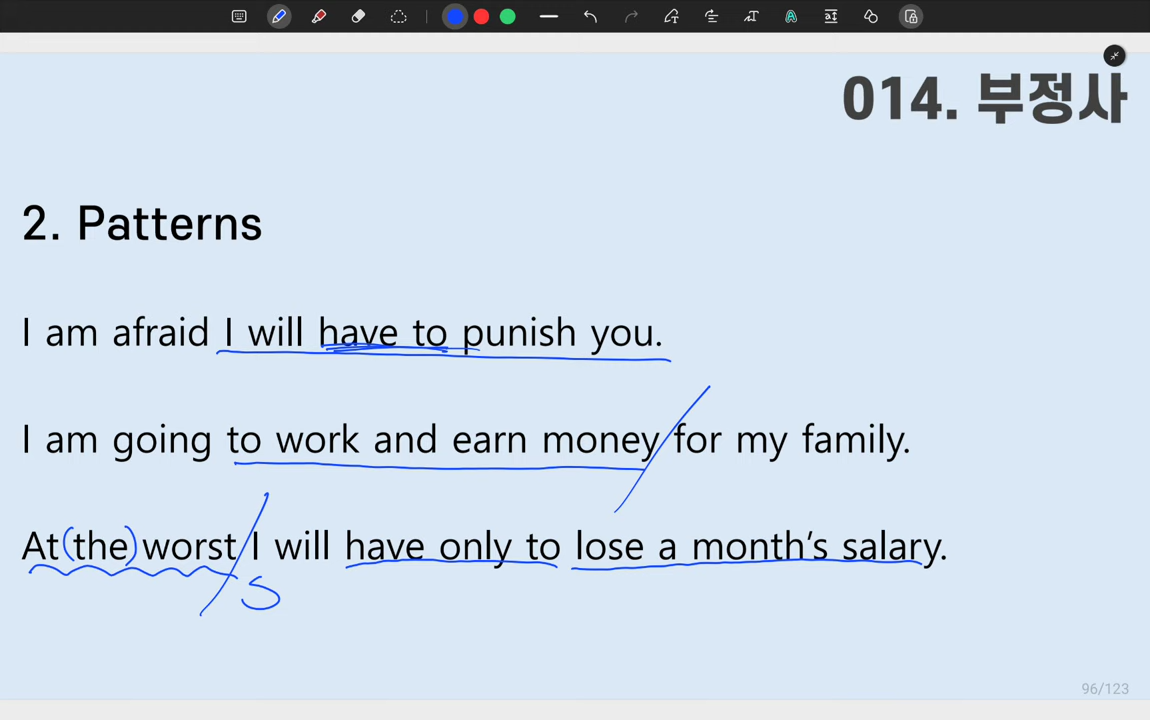 014. 부정사
2. Patterns
I am afraid I will have to punish you.
I am going to work and earn money for my family.
At (the) worst I will have only to lose a month's salary.
S
96/123